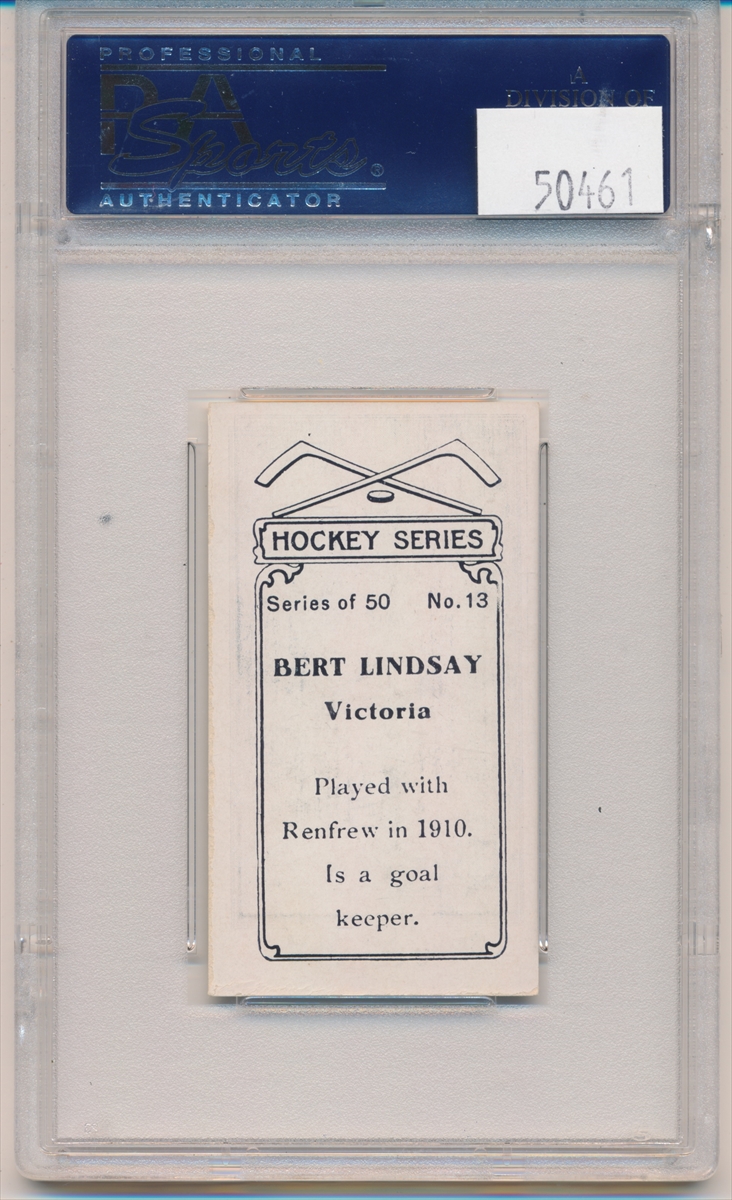 PROFESSIONAL
PSA
Sports®
AUTHENTICATOR
A
DIVISION OF
50461
HOCKEY SERIES
Series of 50 No.13
BERT LINDSAY
Victoria
Played with
Renfrew in 1910.
Is a goal
keeper.